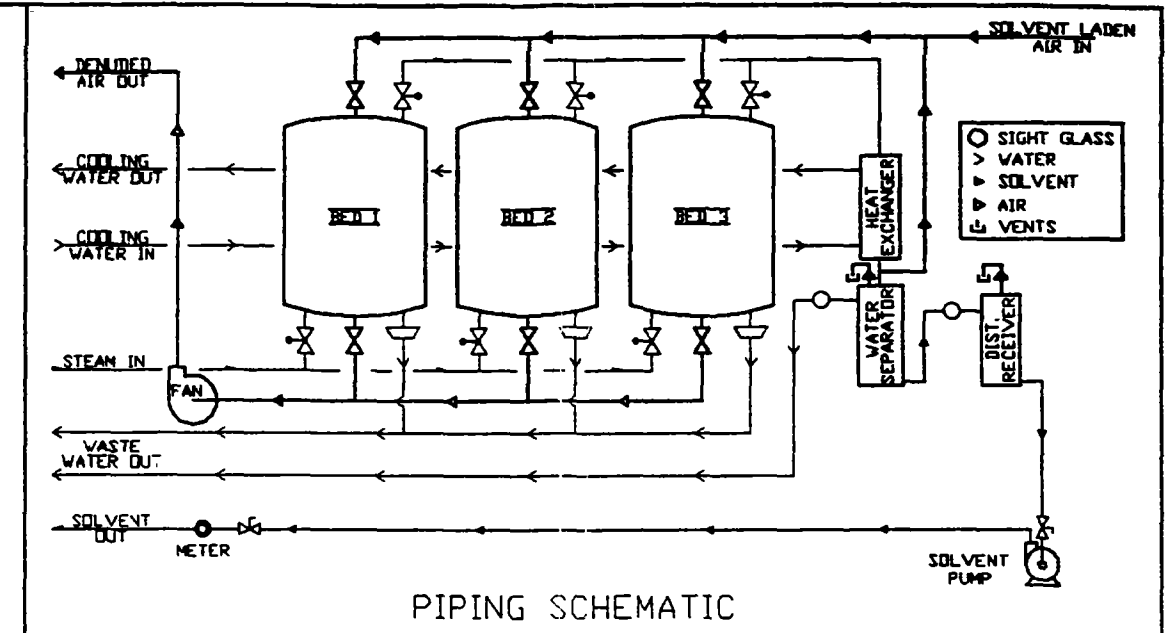 SOLVENT LADEN
AIR IN
DENUDED
AIR OUT
COOLING
WATER OUT
COOLING
WATER IN
BED 1
BED 2
BED 3
HEAT
EXCHANGER
SIGHT GLASS
WATER
SOLVENT
AIR
VENTS
WATER
SEPARATOR
DIST.
RECEIVER
STEAM IN
FAN
WASTE
WATER OUT
SOLVENT
OUT
METER
SOLVENT
PUMP
PIPING SCHEMATIC